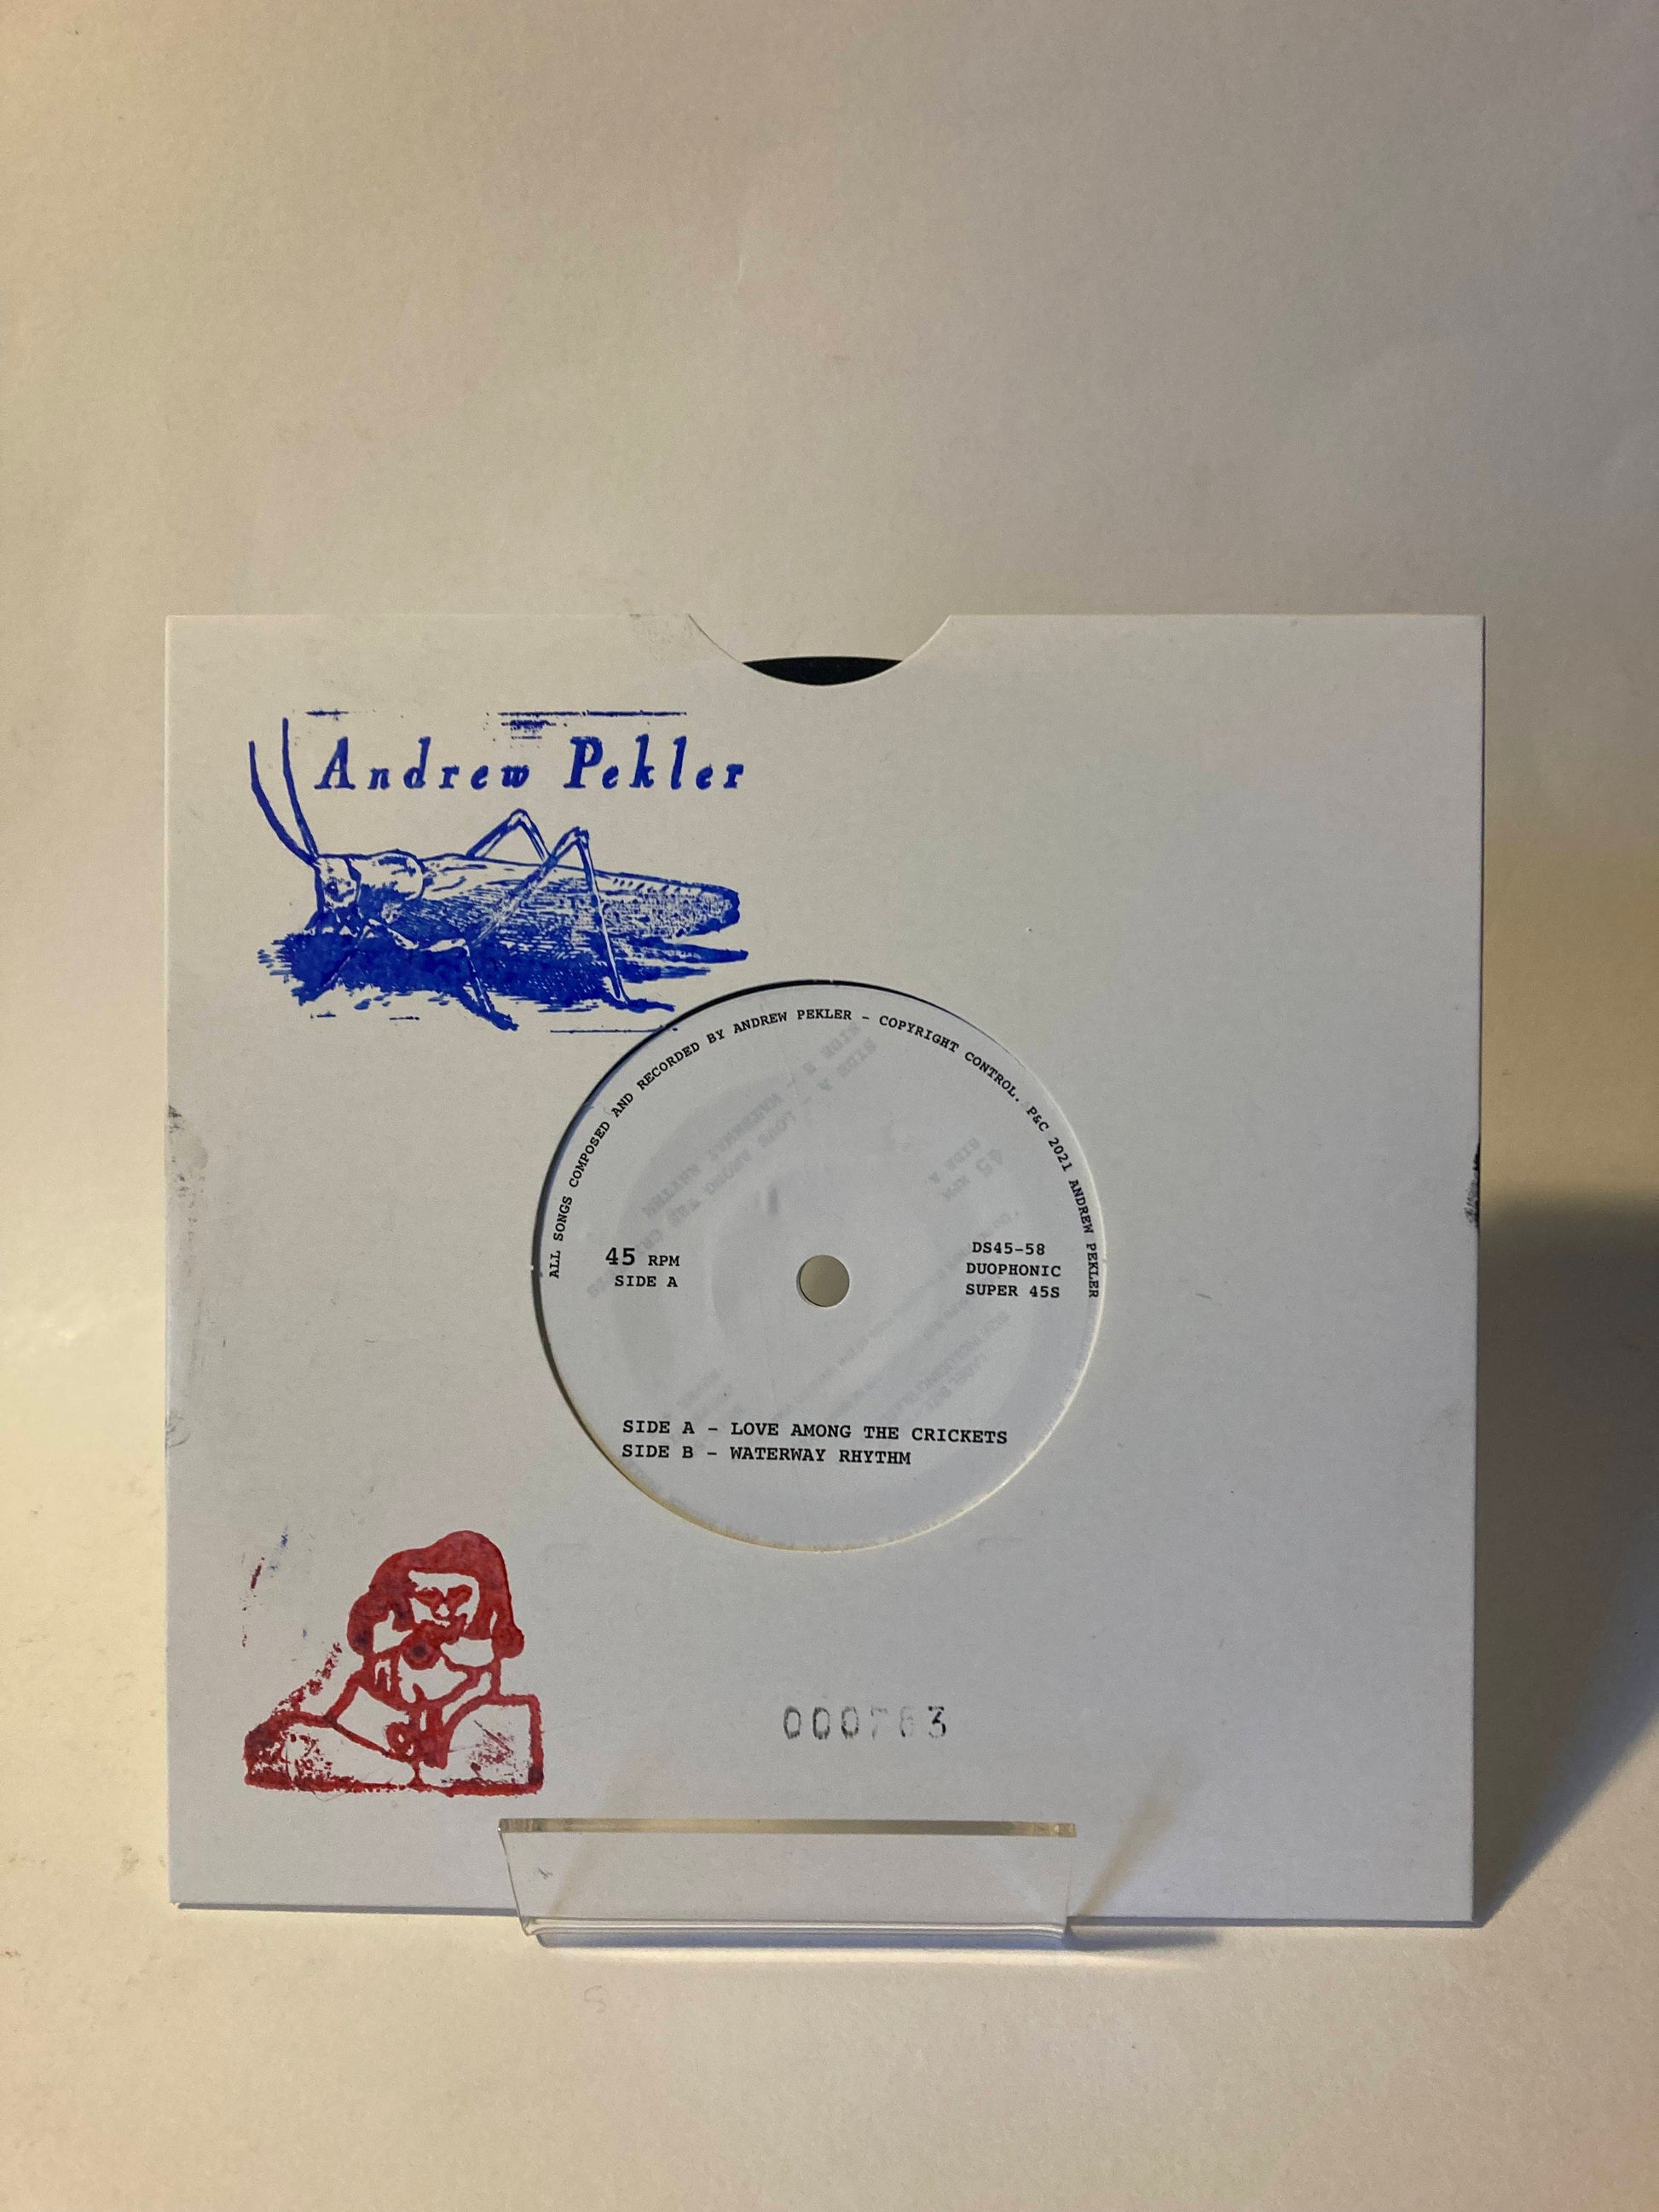 Andrew Pekler
ALL SONGS COMPOSED AND RECORDED BY ANDREW PEKLER - COPYRIGHT CONTROL. P&C 2021 ANDREW PEKLER
45 RPM
SIDE A
DS45-58
DUOPHONIC
SUPER 45S
SIDE A - LOVE AMONG THE CRICKETS
SIDE B - WATERWAY RHYTHM
000763